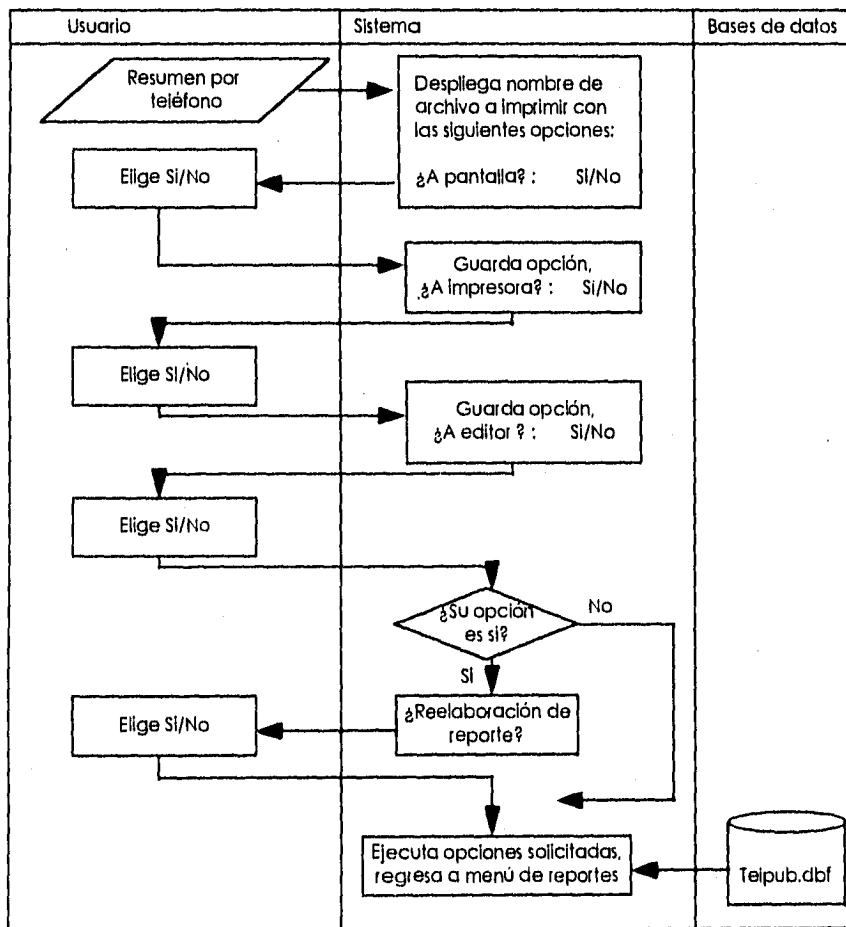 Usuario
Sistema
Bases de datos
Resumen por
teléfono
Despliega nombre de
archivo a imprimir con
las siguientes opciones:
¿A pantalla? : Si/No
Elige Si/No
Guarda opción,
¿A impresora? : Si/No
Elige Si/No
Guarda opción,
¿A editor ? : Si/No
Elige Si/No
¿Su opción
es si?
No
Si
¿Reelaboración de
reporte?
Elige Si/No
Ejecuta opciones solicitadas,
regresa a menú de reportes
Telpub.dbf